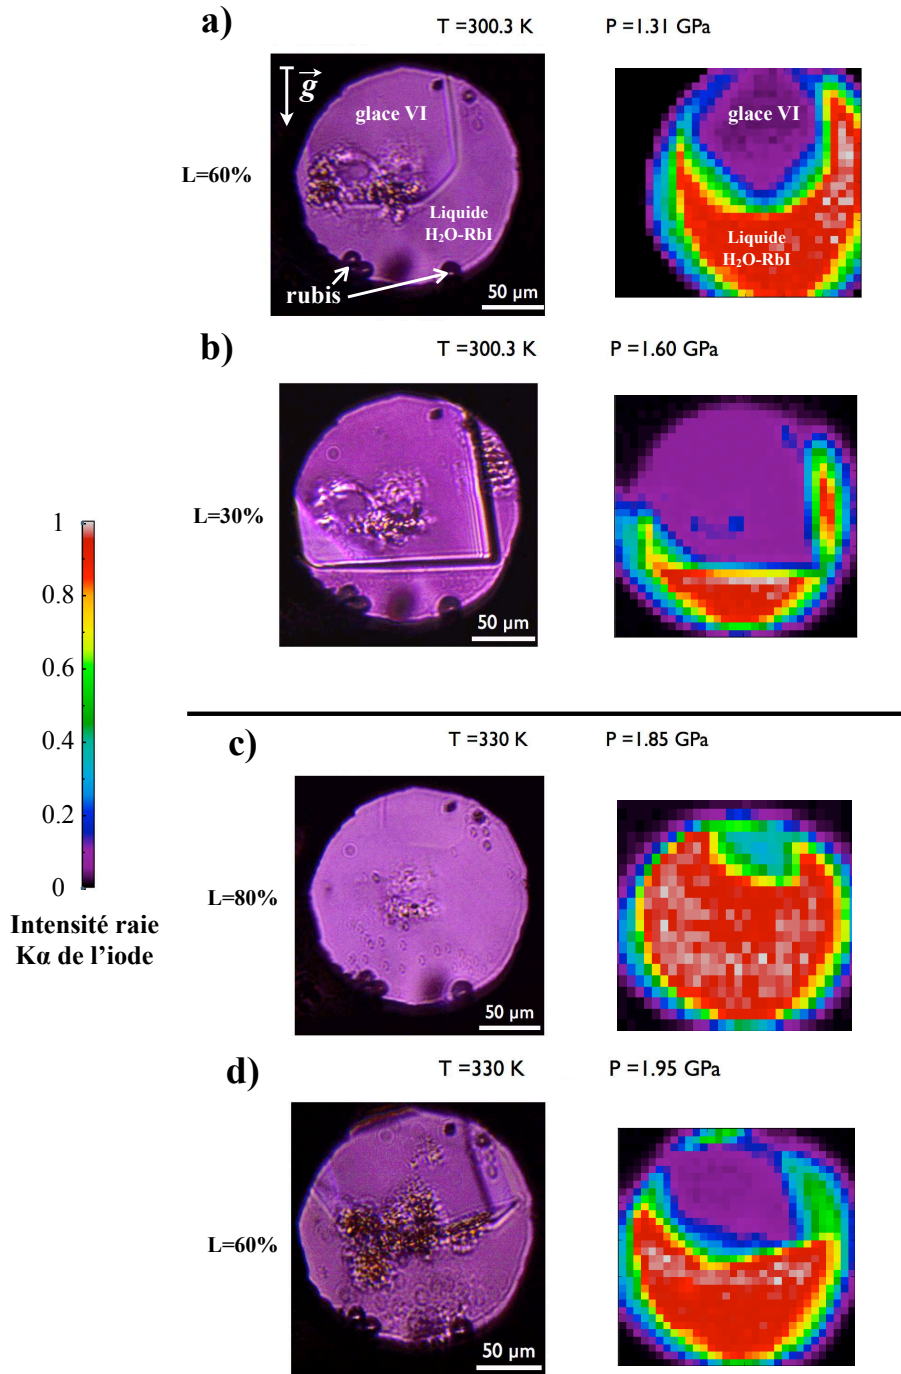 a)
T =300.3 K
P =1.31 GPa
g
glace VI
glace VI
L=60%
Liquide
H₂O-RbI
Liquide
H₂O-RbI
rubis
50 µm
b)
T =300.3 K
P =1.60 GPa
L=30%
50 µm
1
0.8
0.6
0.4
0.2
0
Intensité raie
Kα de l’iode
c)
T =330 K
P =1.85 GPa
L=80%
50 µm
d)
T =330 K
P =1.95 GPa
L=60%
50 µm